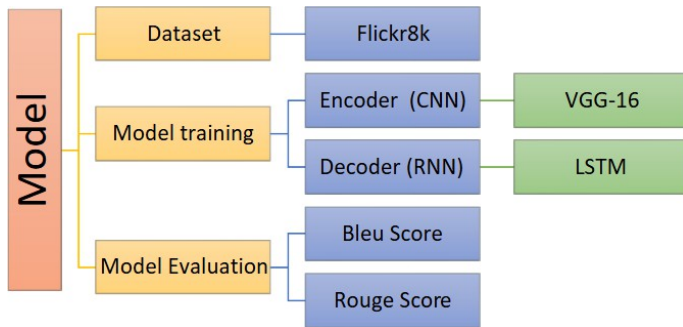 Model
Dataset
Flickr8k
Model training
Encoder (CNN)
VGG-16
Decoder (RNN)
LSTM
Model Evaluation
Bleu Score
Rouge Score